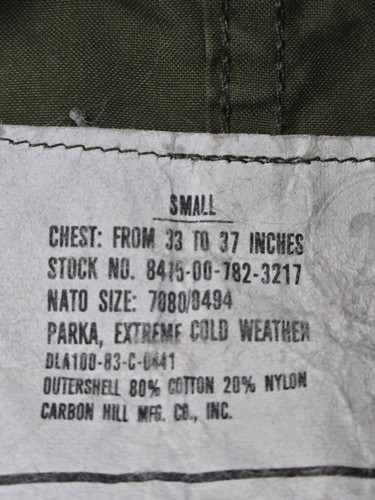 SMALL
CHEST: FROM 33 TO 37 INCHES
STOCK NO. 8415-00-782-3217
NATO SIZE: 7080/8494
PARKA, EXTREME COLD WEATHER
DLA100-83-C-0441
OUTERSHELL 80% COTTON 20% NYLON
CARBON HILL MFG. CO., INC.